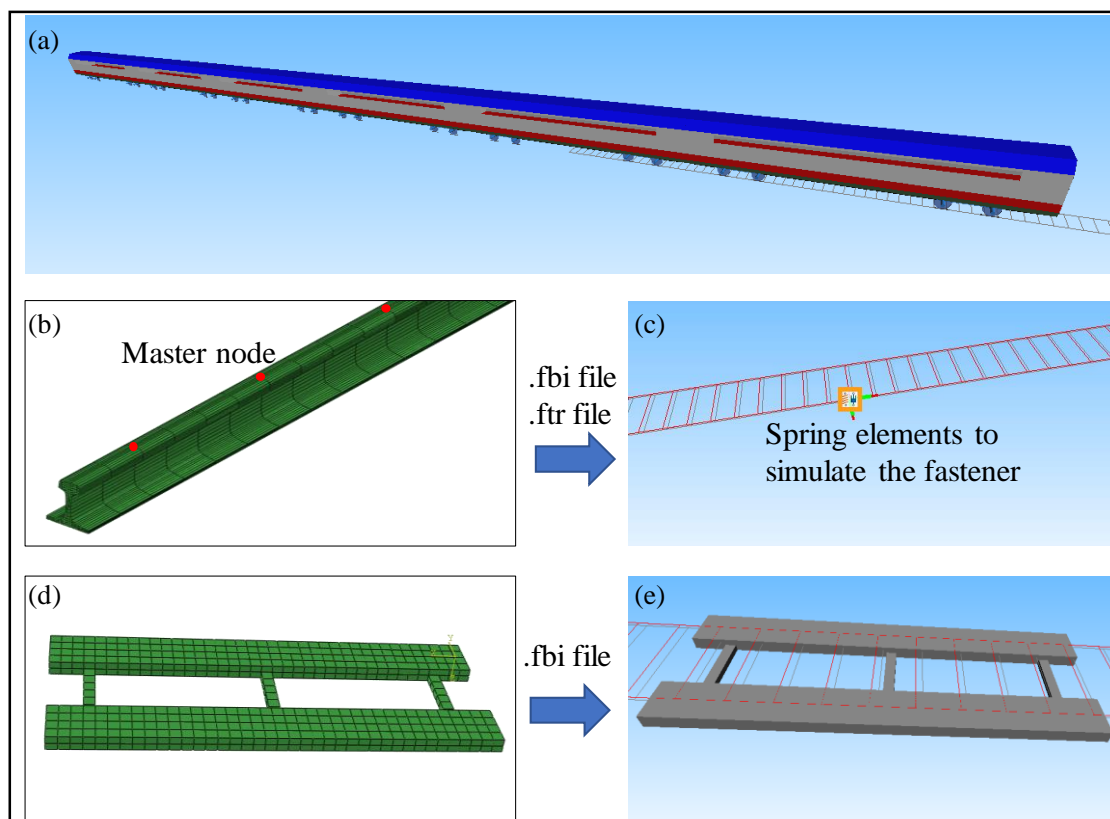 (a)
(b)
Master node
.fbi file
.ftr file
(c)
Spring elements to
simulate the fastener
(d)
.fbi file
(e)